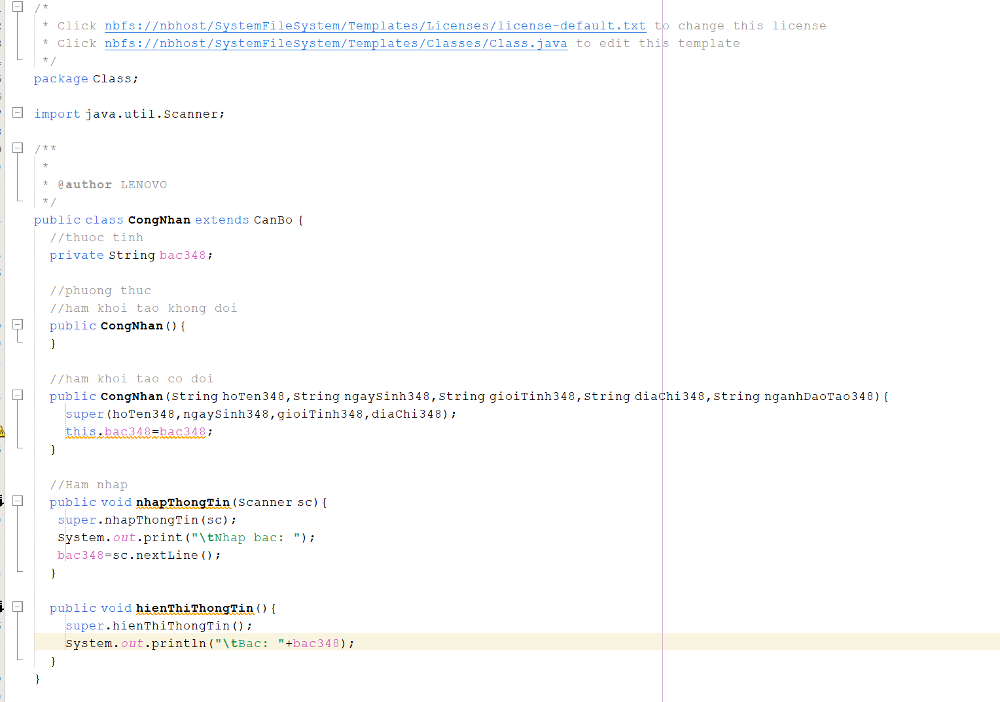 /*
 * Click nbfs://nbhost/SystemFileSystem/Templates/Licenses/license-default.txt to change this license
 * Click nbfs://nbhost/SystemFileSystem/Templates/Classes/Class.java to edit this template
 */
package Class;
import java.util.Scanner;
/**
 *
 * @author LENOVO
 */
public class CongNhan extends CanBo {
//thuoc tinh
private String bac348;
//phuong thuc
//ham khoi tao khong doi
public CongNhan(){
}
//ham khoi tao co doi
public CongNhan(String hoTen348,String ngaySinh348,String gioiTinh348,String diaChi348,String nganhDaoTao348){
super(hoTen348,ngaySinh348,gioiTinh348,diaChi348);
this.bac348=bac348;
}
//Ham nhap
public void nhapThongTin(Scanner sc){
super.nhapThongTin(sc);
System.out.print("\tNhap bac: ");
bac348=sc.nextLine();
}
public void hienThiThongTin(){
super.hienThiThongTin();
System.out.println("\tBac: "+bac348);
}
}